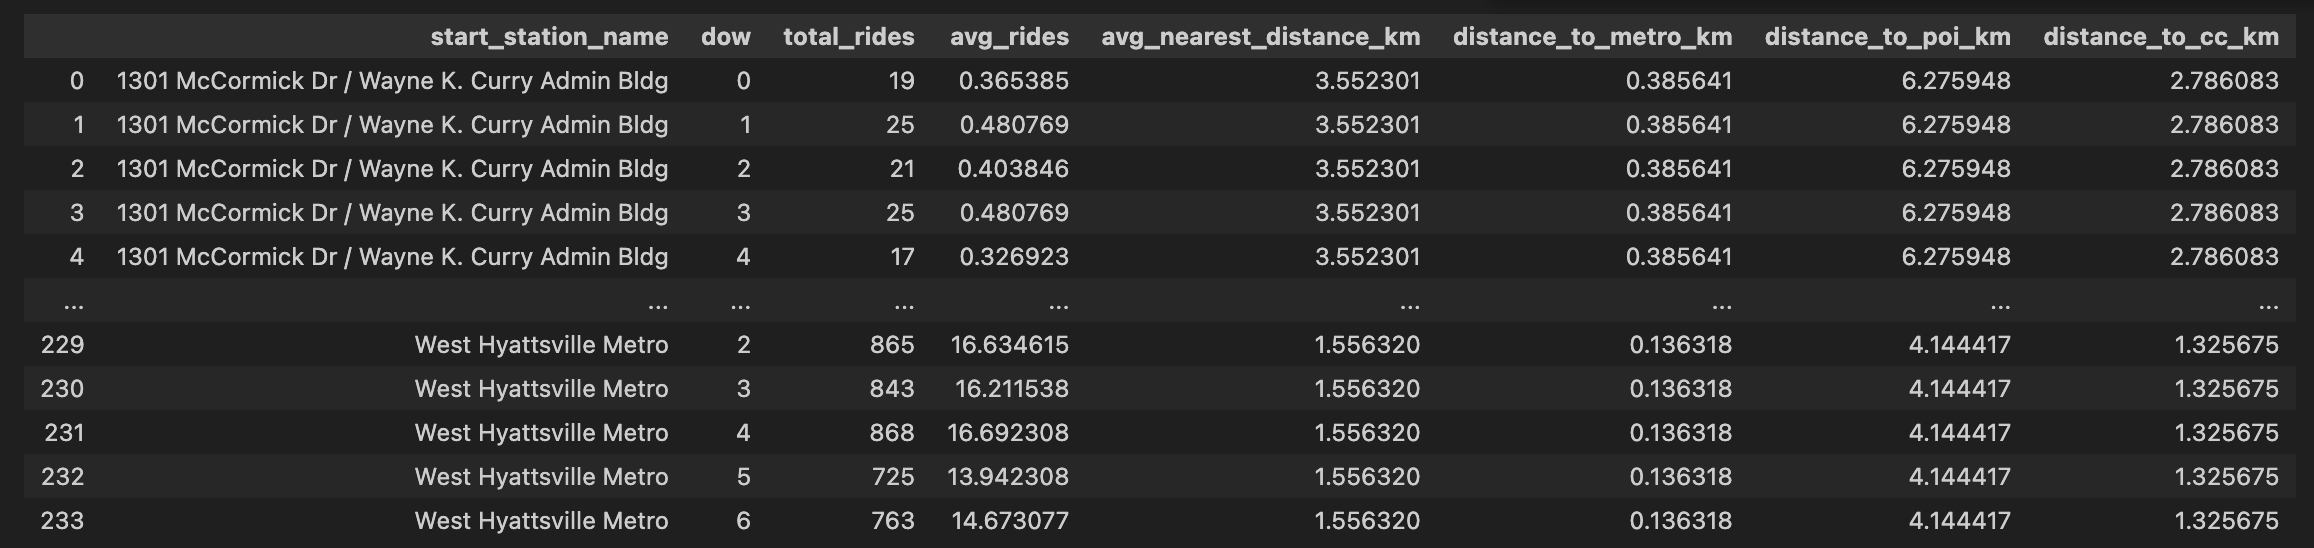 start_station_name dow total_rides avg_rides avg_nearest_distance_km distance_to_metro_km distance_to_poi_km distance_to_cc_km
0 1301 McCormick Dr / Wayne K. Curry Admin Bldg 0 19 0.365385 3.552301 0.385641 6.275948 2.786083
1 1301 McCormick Dr / Wayne K. Curry Admin Bldg 1 25 0.480769 3.552301 0.385641 6.275948 2.786083
2 1301 McCormick Dr / Wayne K. Curry Admin Bldg 2 21 0.403846 3.552301 0.385641 6.275948 2.786083
3 1301 McCormick Dr / Wayne K. Curry Admin Bldg 3 25 0.480769 3.552301 0.385641 6.275948 2.786083
4 1301 McCormick Dr / Wayne K. Curry Admin Bldg 4 17 0.326923 3.552301 0.385641 6.275948 2.786083
... ... ... ... ... ... ... ... ...
229 West Hyattsville Metro 2 865 16.634615 1.556320 0.136318 4.144417 1.325675
230 West Hyattsville Metro 3 843 16.211538 1.556320 0.136318 4.144417 1.325675
231 West Hyattsville Metro 4 868 16.692308 1.556320 0.136318 4.144417 1.325675
232 West Hyattsville Metro 5 725 13.942308 1.556320 0.136318 4.144417 1.325675
233 West Hyattsville Metro 6 763 14.673077 1.556320 0.136318 4.144417 1.325675